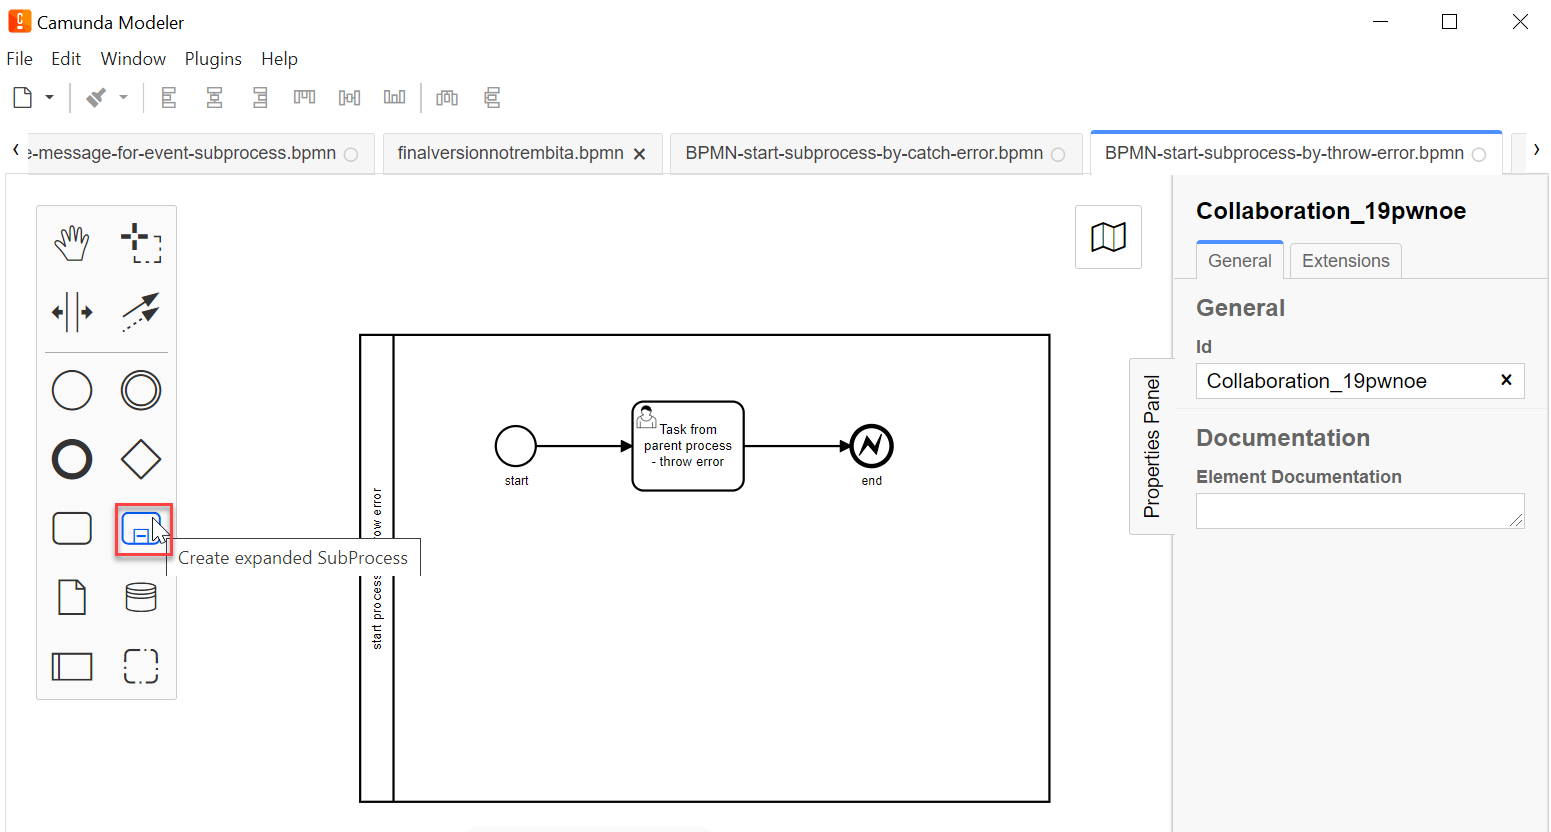 Camunda Modeler
File Edit Window Plugins Help
e-message-for-event-subprocess.bpmn
finalversionnotrembita.bpmn
BPMN-start-subprocess-by-catch-error.bpmn
BPMN-start-subprocess-by-throw-error.bpmn
Create expanded SubProcess
start process
row error
start
Task from
parent process
- throw error
end
Properties Panel
Collaboration_19pwnoe
General
Extensions
General
Id
Collaboration_19pwnoe
Documentation
Element Documentation